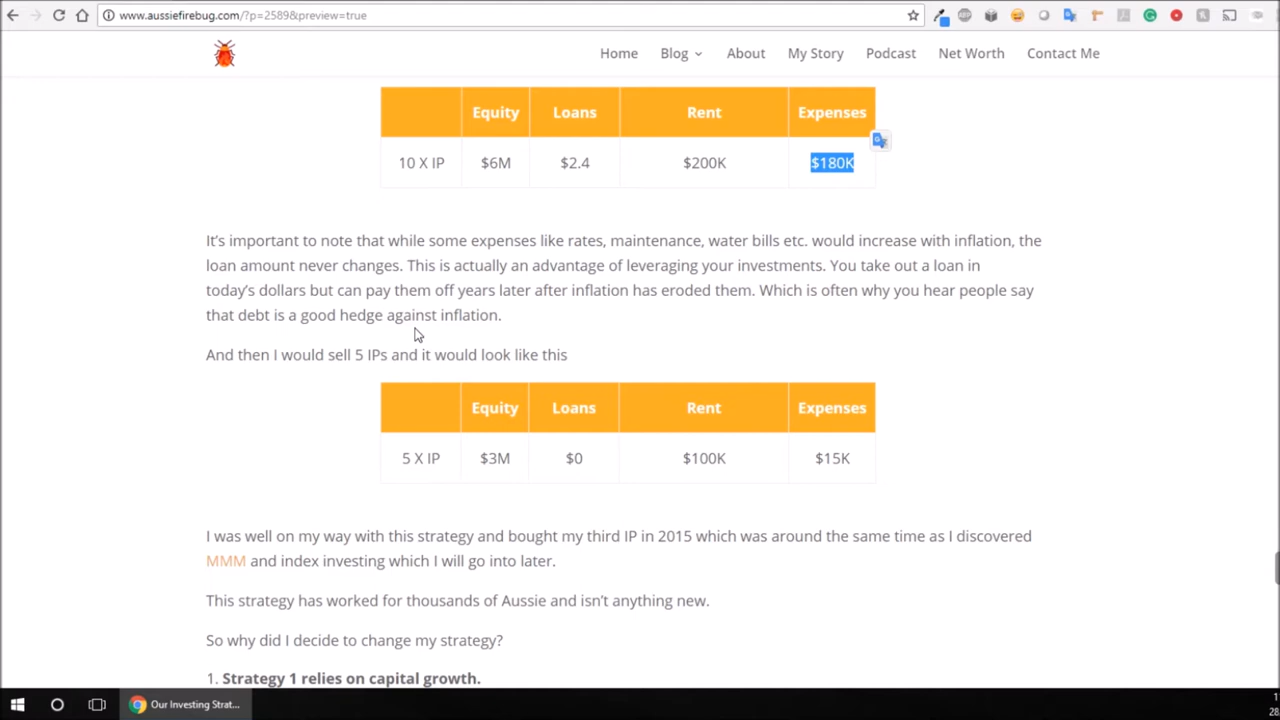 www.aussiefirebug.com/?p=2589&preview=true
Home Blog About My Story Podcast Net Worth Contact Me
Equity Loans Rent Expenses
10 X IP $6M $2.4 $200K $180K
It's important to note that while some expenses like rates, maintenance, water bills etc. would increase with inflation, the
loan amount never changes. This is actually an advantage of leveraging your investments. You take out a loan in
today's dollars but can pay them off years later after inflation has eroded them. Which is often why you hear people say
that debt is a good hedge against inflation.
And then I would sell 5 IPs and it would look like this
Equity Loans Rent Expenses
5 X IP $3M $0 $100K $15K
I was well on my way with this strategy and bought my third IP in 2015 which was around the same time as I discovered
MMM and index investing which I will go into later.
This strategy has worked for thousands of Aussie and isn't anything new.
So why did I decide to change my strategy?
1. Strategy 1 relies on capital growth.
Our Investing Strat...